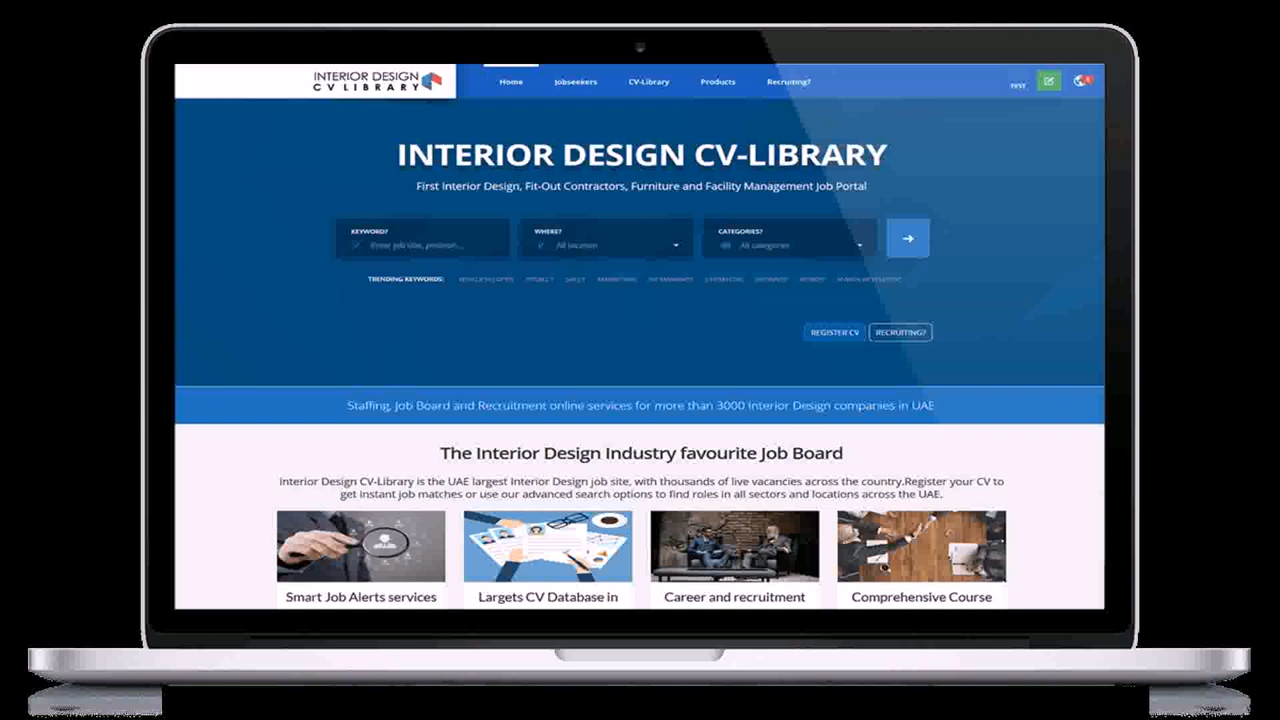 INTERIOR DESIGN
CV LIBRARY
Home Jobseekers CV-Library Products Recruiting?
TEST
INTERIOR DESIGN CV-LIBRARY
First Interior Design, Fit-Out Contractors, Furniture and Facility Management Job Portal
KEYWORD? WHERE? CATEGORIES?
Enter job title, position... All location All categories
TRENDING KEYWORDS:
REGISTER CV RECRUITING?
Staffing, Job Board and Recruitment online services for more than 3000 Interior Design companies in UAE
The Interior Design Industry favourite Job Board
Interior Design CV-Library is the UAE largest Interior Design job site, with thousands of live vacancies across the country.Register your CV to
get instant job matches or use our advanced search options to find roles in all sectors and locations across the UAE.
Smart Job Alerts services Largets CV Database in Career and recruitment Comprehensive Course